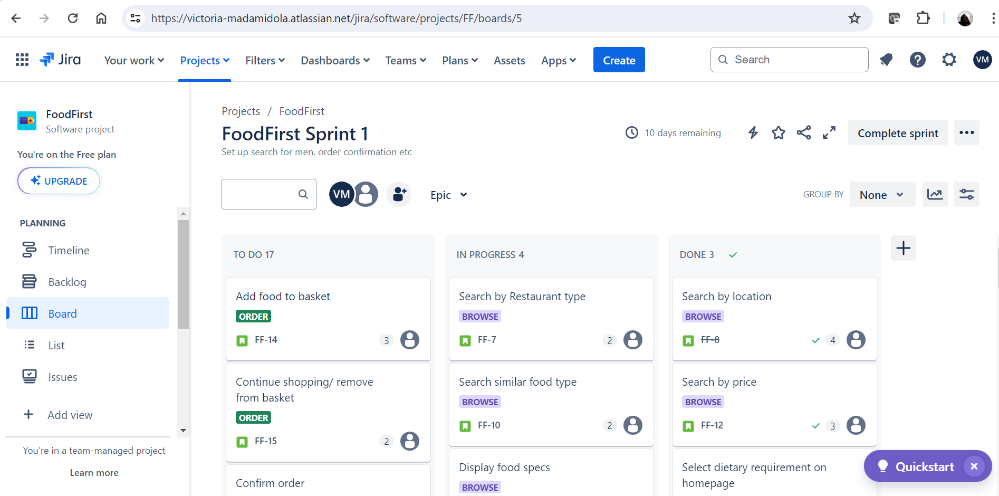 https://victoria-madamidola.atlassian.net/jira/software/projects/FF/boards/5
Jira
Your work
Projects
Filters
Dashboards
Teams
Plans
Assets
Apps
Create
Search
VM
FoodFirst
Software project
You're on the Free plan
UPGRADE
PLANNING
Timeline
Backlog
Board
List
Issues
Add view
You're in a team-managed project
Learn more
Projects / FoodFirst
FoodFirst Sprint 1
Set up search for men, order confirmation etc
10 days remaining
Complete sprint
VM
Epic
GROUP BY
None
TO DO 17
Add food to basket
ORDER
FF-14
3
Continue shopping/ remove
from basket
ORDER
FF-15
2
Confirm order
IN PROGRESS 4
Search by Restaurant type
BROWSE
FF-7
2
Search similar food type
BROWSE
FF-10
2
Display food specs
BROWSE
DONE 3
Search by location
BROWSE
FF-8
4
Search by price
BROWSE
FF-12
3
Select dietary requirement on
homepage
Quickstart